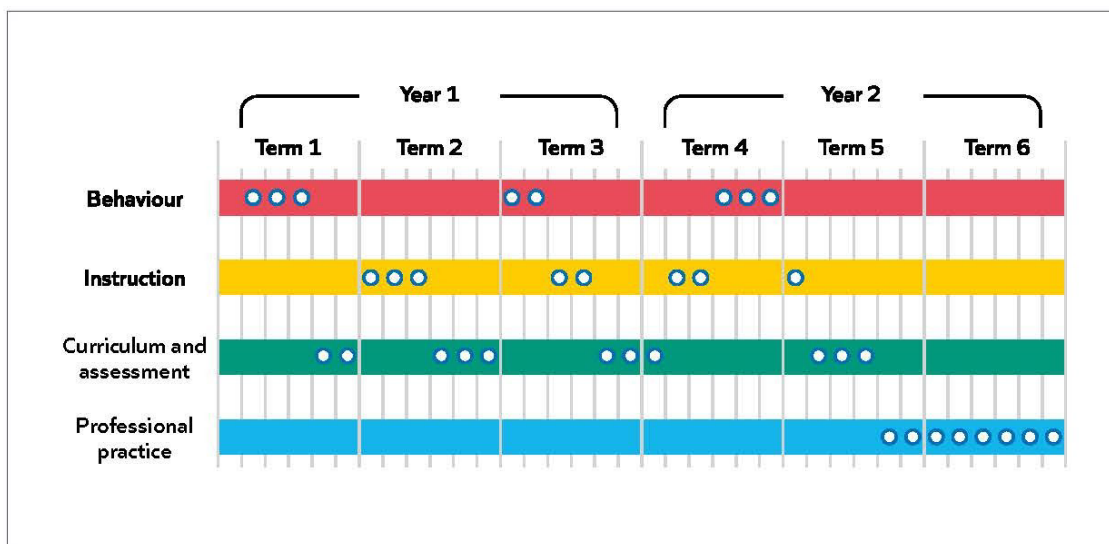 Year 1
Year 2
Term 1
Term 2
Term 3
Term 4
Term 5
Term 6
Behaviour
Instruction
Curriculum and
assessment
Professional
practice